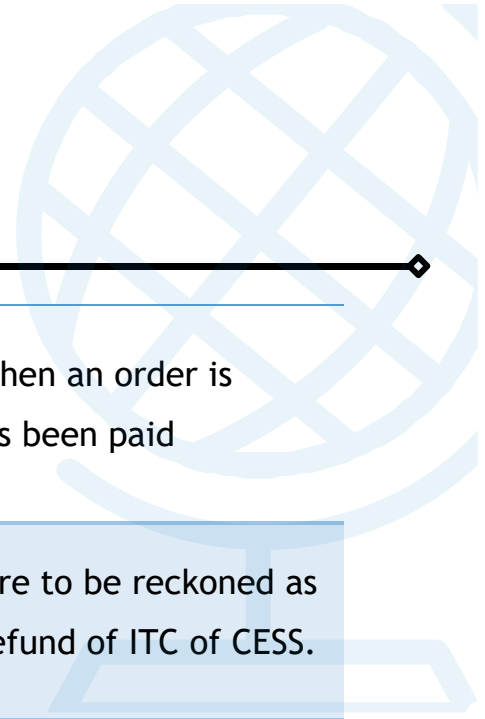 hen an order is
s been paid
re to be reckoned as
efund of ITC of CESS.